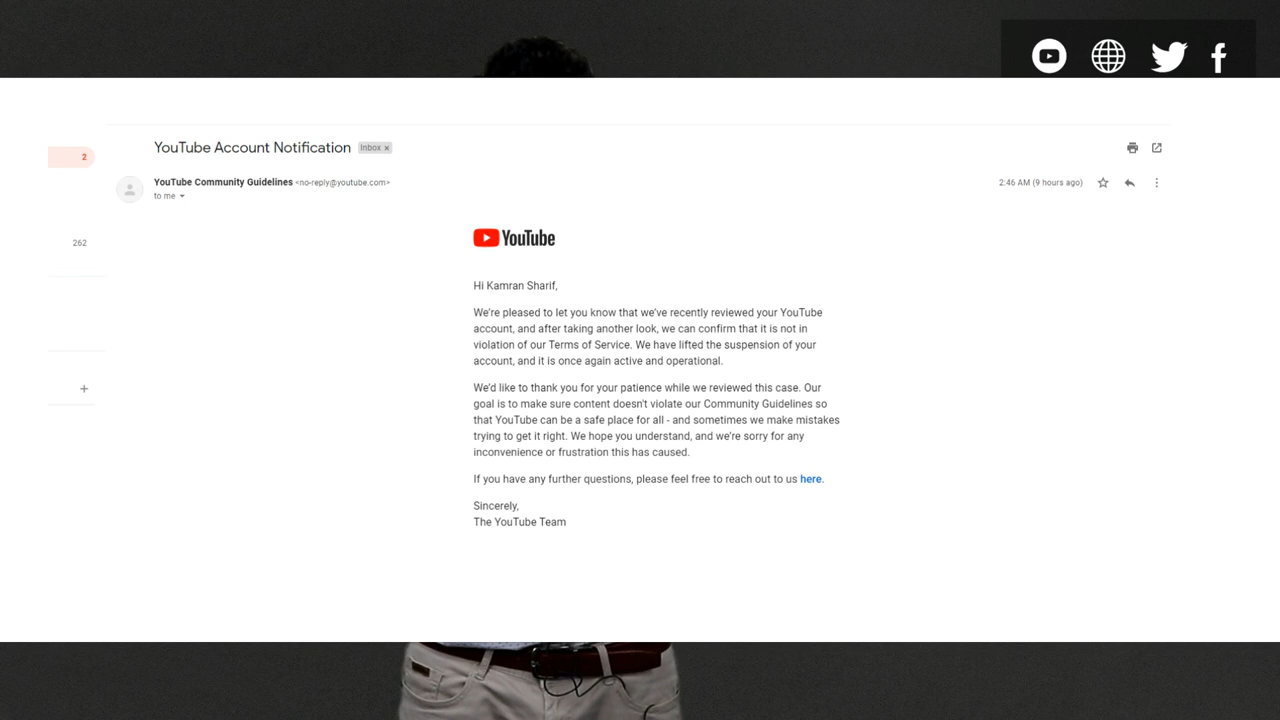 YouTube Account Notification Inbox ×
2
YouTube Community Guidelines <no-reply@youtube.com> 2:46 AM (9 hours ago)
to me
262
YouTube
Hi Kamran Sharif,
We're pleased to let you know that we've recently reviewed your YouTube
account, and after taking another look, we can confirm that it is not in
violation of our Terms of Service. We have lifted the suspension of your
account, and it is once again active and operational.
We'd like to thank you for your patience while we reviewed this case. Our
goal is to make sure content doesn't violate our Community Guidelines so
that YouTube can be a safe place for all - and sometimes we make mistakes
trying to get it right. We hope you understand, and we're sorry for any
inconvenience or frustration this has caused.
If you have any further questions, please feel free to reach out to us here.
Sincerely,
The YouTube Team